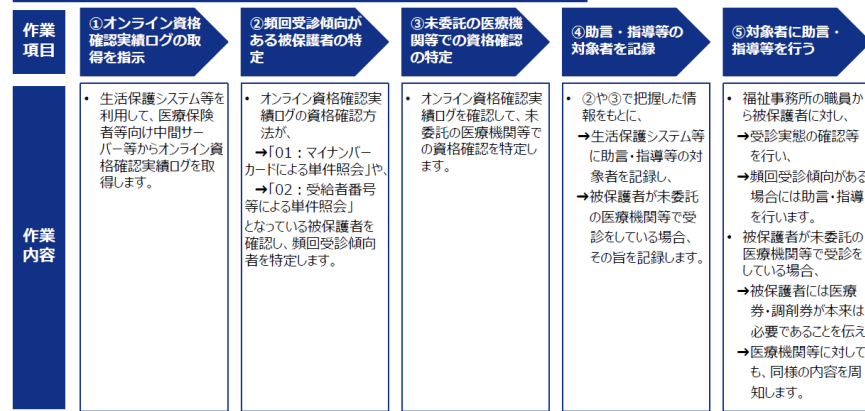 作業
項目
①オンライン資格
確認実績ログの取
得を指示
②頻回受診傾向が
ある被保護者の特
定
③未委託の医療機
関等での資格確認
の特定
④助言・指導等の
対象者を記録
⑤対象者に助言・
指導等を行う
作業
内容
• 生活保護システム等を
利用して、医療保険
者等向け中間サー
バー等からオンライン資
格確認実績ログを取
得します。
• オンライン資格確認実
績ログの資格確認方
法が、
→「01：マイナンバー
カードによる単件照会」や、
→「02：受給者番号
等による単件照会」
となっている被保護者を
確認し、頻回受診傾向
者を特定します。
• オンライン資格確認実
績ログを確認して、未
委託の医療機関等で
の資格確認を特定し
ます。
• ②や③で把握した情
報をもとに、
→生活保護システム等
に助言・指導等の対
象者を記録し、
→被保護者が未委託
の医療機関等で受
診をしている場合、
その旨を記録します。
• 福祉事務所の職員か
ら被保護者に対し、
→受診実態の確認等
を行い、
→頻回受診傾向がある
場合には助言・指導
を行います。
• 被保護者が未委託の
医療機関等で受診を
している場合、
→被保護者には医療
券・調剤券が本来は
必要であることを伝え
→医療機関等に対して
も、同様の内容を周
知します。